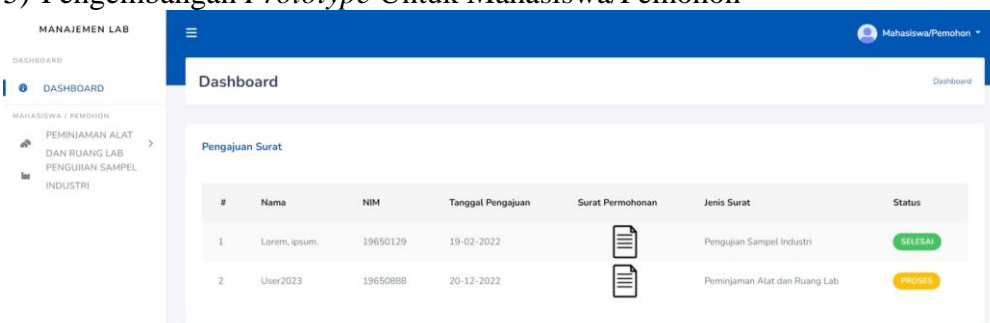 3) Pengembangan Prototype Untuk Mahasiswa/Pemohon
MANAJEMEN LAB
Mahasiswa/Pemohon
DASHBOARD
DASHBOARD
Dashboard
Dashboard
MAHASISWA / PEMOHON
PEMINJAMAN ALAT
DAN RUANG LAB
PENGUJIAN SAMPEL
INDUSTRI
Pengajuan Surat
# Nama NIM Tanggal Pengajuan Surat Permohonan Jenis Surat Status
1 Lorem, ipsum. 19650129 19-02-2022 Pengujian Sampel Industri SELESAI
2 User2023 19650888 20-12-2022 Peminjaman Alat dan Ruang Lab PROSES